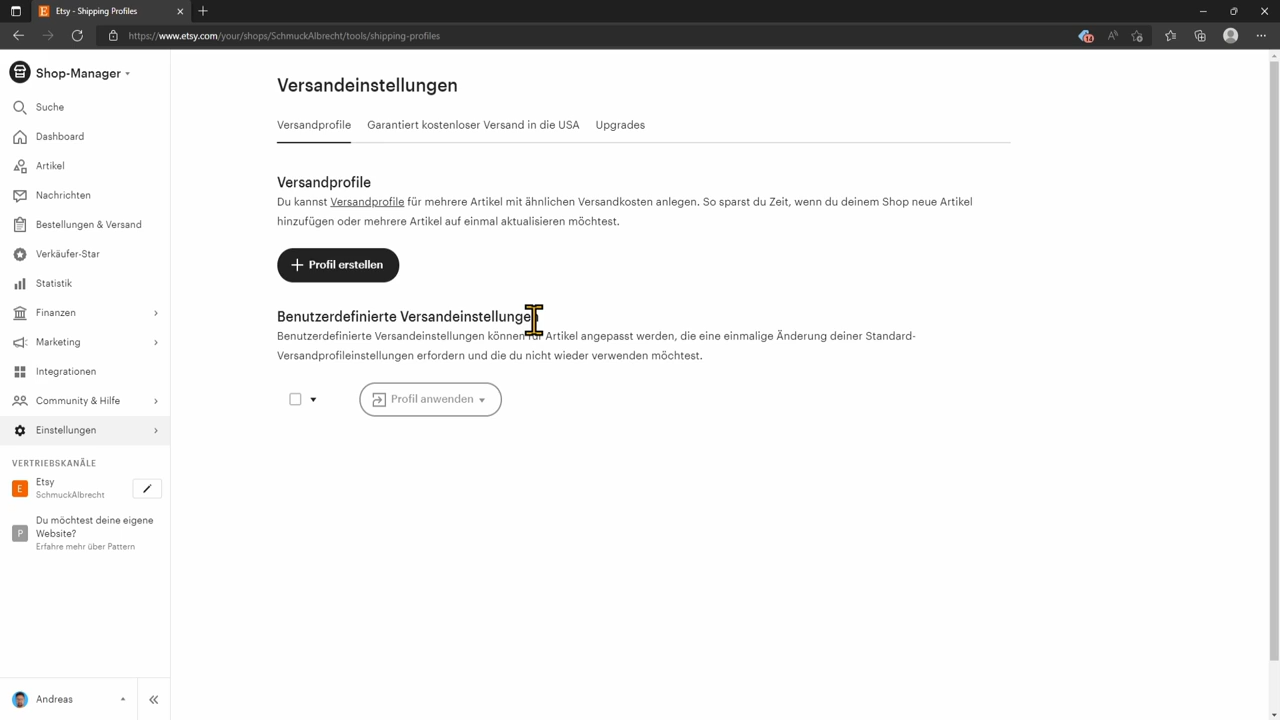 Etsy - Shipping Profiles
https://www.etsy.com/your/shops/SchmuckAlbrecht/tools/shipping-profiles
14
Shop-Manager
Suche
Dashboard
Artikel
Nachrichten
Bestellungen & Versand
Verkäufer-Star
Statistik
Finanzen
Marketing
Integrationen
Community & Hilfe
Einstellungen
VERTRIEBSKANÄLE
E
Etsy
SchmuckAlbrecht
P
Du möchtest deine eigene
Website?
Erfahre mehr über Pattern
Andreas
Versandeinstellungen
Versandprofile Garantiert kostenloser Versand in die USA Upgrades
Versandprofile
Du kannst Versandprofile für mehrere Artikel mit ähnlichen Versandkosten anlegen. So sparst du Zeit, wenn du deinem Shop neue Artikel
hinzufügen oder mehrere Artikel auf einmal aktualisieren möchtest.
Profil erstellen
Benutzerdefinierte Versandeinstellungen
Benutzerdefinierte Versandeinstellungen können für Artikel angepasst werden, die eine einmalige Änderung deiner Standard-
Versandprofileinstellungen erfordern und die du nicht wieder verwenden möchtest.
Profil anwenden